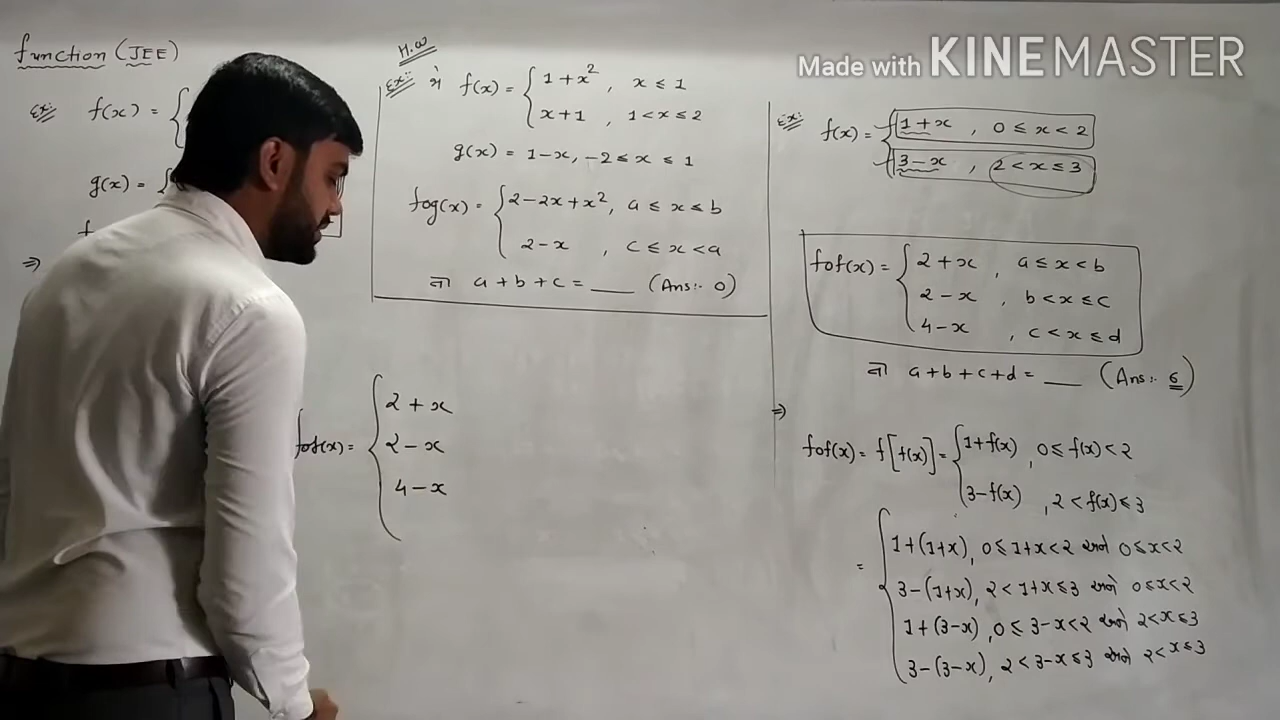 Made with KINEMASTER
function (JEE)
Ex:- f(x) = {
g(x) = {
⇒
H.W
Ex:- જો f(x) = { 1+x² , x ≤ 1
x+1 , 1 < x ≤ 2
g(x) = 1-x, -2 ≤ x ≤ 1
fog(x) = { 2-2x+x², a ≤ x ≤ b
2-x , c ≤ x < a
તો a+b+c = ___ (Ans:- 0)
fof(x) = { 2+x
2-x
4-x
Ex:- f(x) = { 1+x , 0 ≤ x < 2
3-x , 2 < x ≤ 3
fof(x) = { 2+x , a ≤ x < b
2-x , b < x ≤ c
4-x , c < x ≤ d
તો a+b+c+d = ___ (Ans:- 6)
⇒
fof(x) = f[f(x)] = { 1+f(x) , 0 ≤ f(x) < 2
3-f(x) , 2 < f(x) ≤ 3
= { 1+(1+x), 0 ≤ 1+x < 2 અને 0 ≤ x < 2
3-(1+x), 2 < 1+x ≤ 3 અને 0 ≤ x < 2
1+(3-x), 0 ≤ 3-x < 2 અને 2 < x ≤ 3
3-(3-x), 2 < 3-x ≤ 3 અને 2 < x ≤ 3